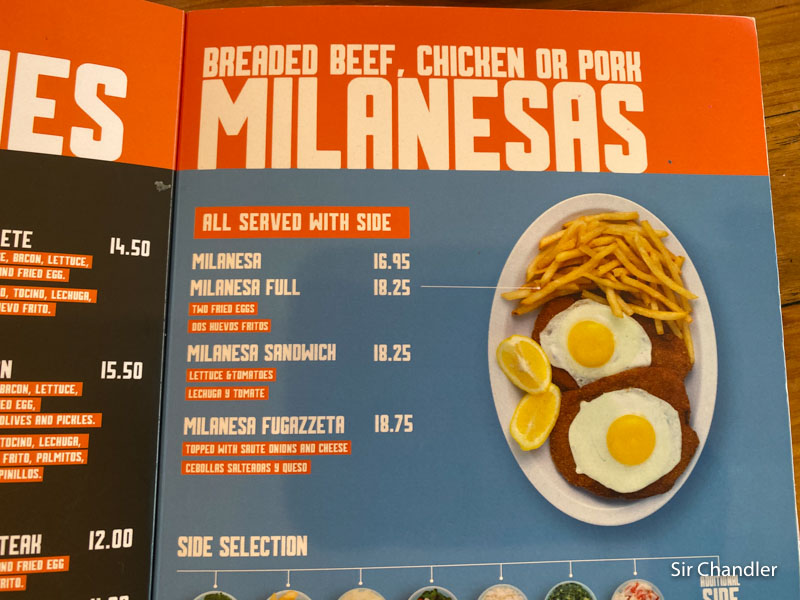 BREADED BEEF, CHICKEN OR PORK
MILANESAS
ALL SERVED WITH SIDE
MILANESA 16.95
MILANESA FULL 18.25
TWO FRIED EGGS
DOS HUEVOS FRITOS
MILANESA SANDWICH 18.25
LETTUCE & TOMATOES
LECHUGA Y TOMATE
MILANESA FUGAZZETA 18.75
TOPPED WITH SAUTE ONIONS AND CHEESE
CEBOLLAS SALTEADAS Y QUESO
SIDE SELECTION
ADDITIONAL
SIDE
14.50
BACON, LETTUCE,
AND FRIED EGG.
TOCINO, LECHUGA,
FRITO.
15.50
BACON, LETTUCE,
EGG,
OLIVES AND PICKLES.
TOCINO, LECHUGA,
FRITO, PALMITOS,
STEAK 12.00
AND FRIED EGG
FRITO.
Sir Chandler